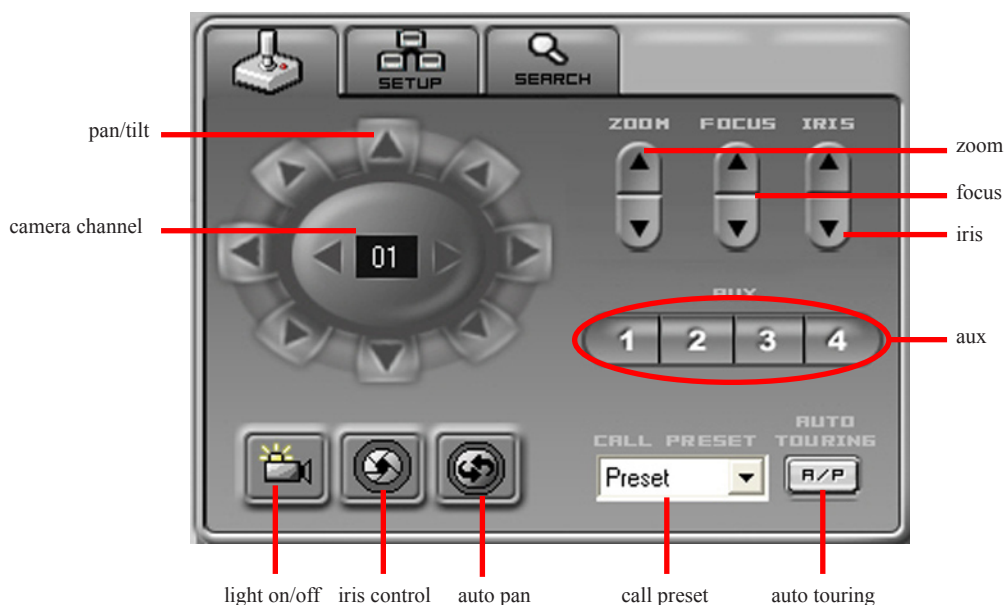 SETUP
SEARCH
pan/tilt
ZOOM FOCUS IRIS
zoom
focus
camera channel
01
iris
AUX
1 2 3 4
aux
AUTO
CALL PRESET TOURING
Preset
A/P
light on/off iris control auto pan call preset auto touring